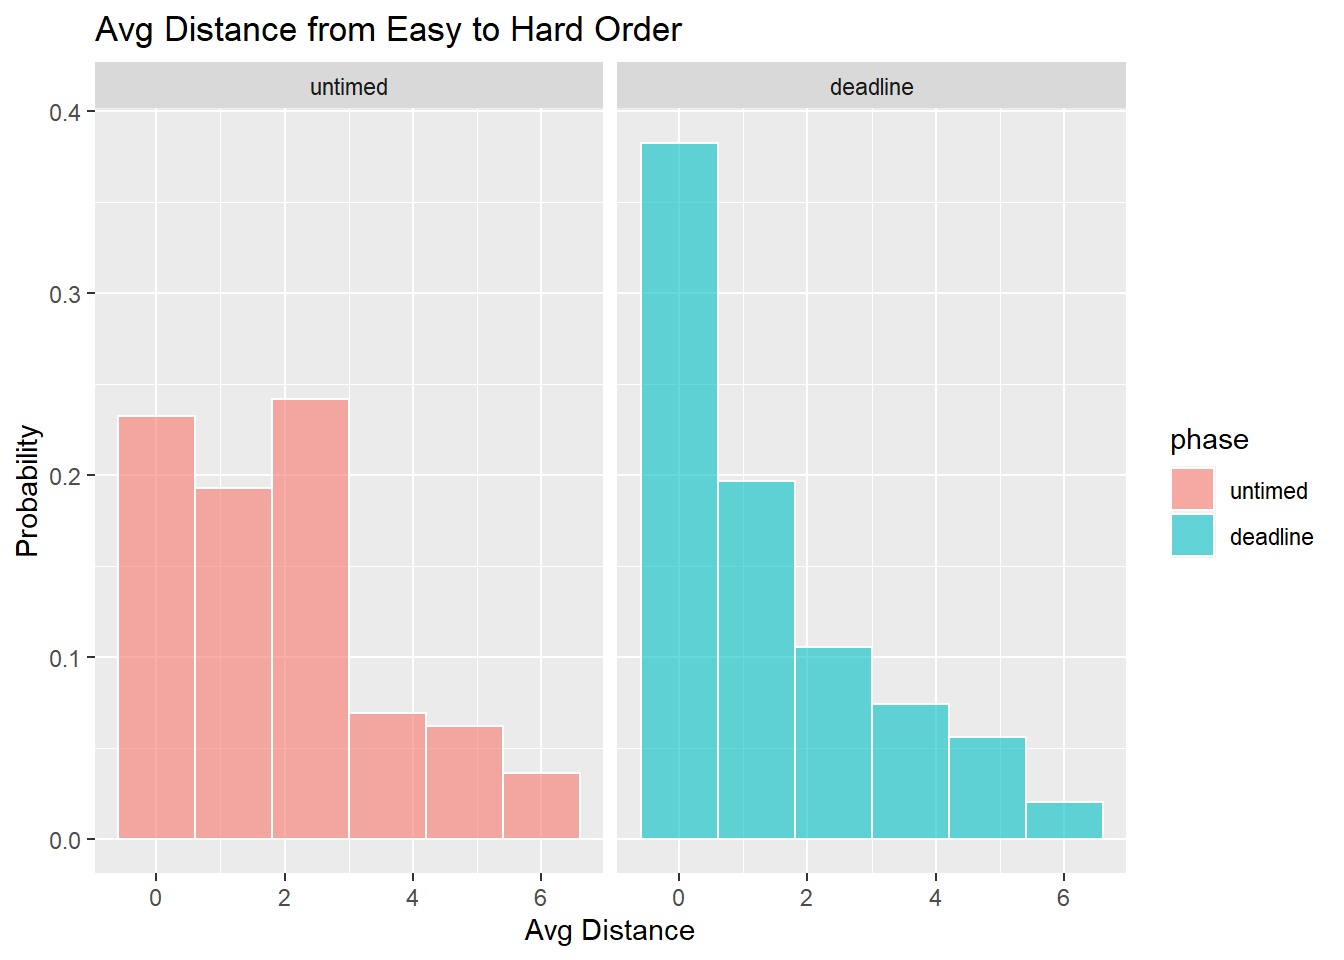 Avg Distance from Easy to Hard Order
untimed
deadline
0.4
0.3
0.2
0.1
0.0
Probability
0 2 4 6
0 2 4 6
Avg Distance
phase
untimed
deadline